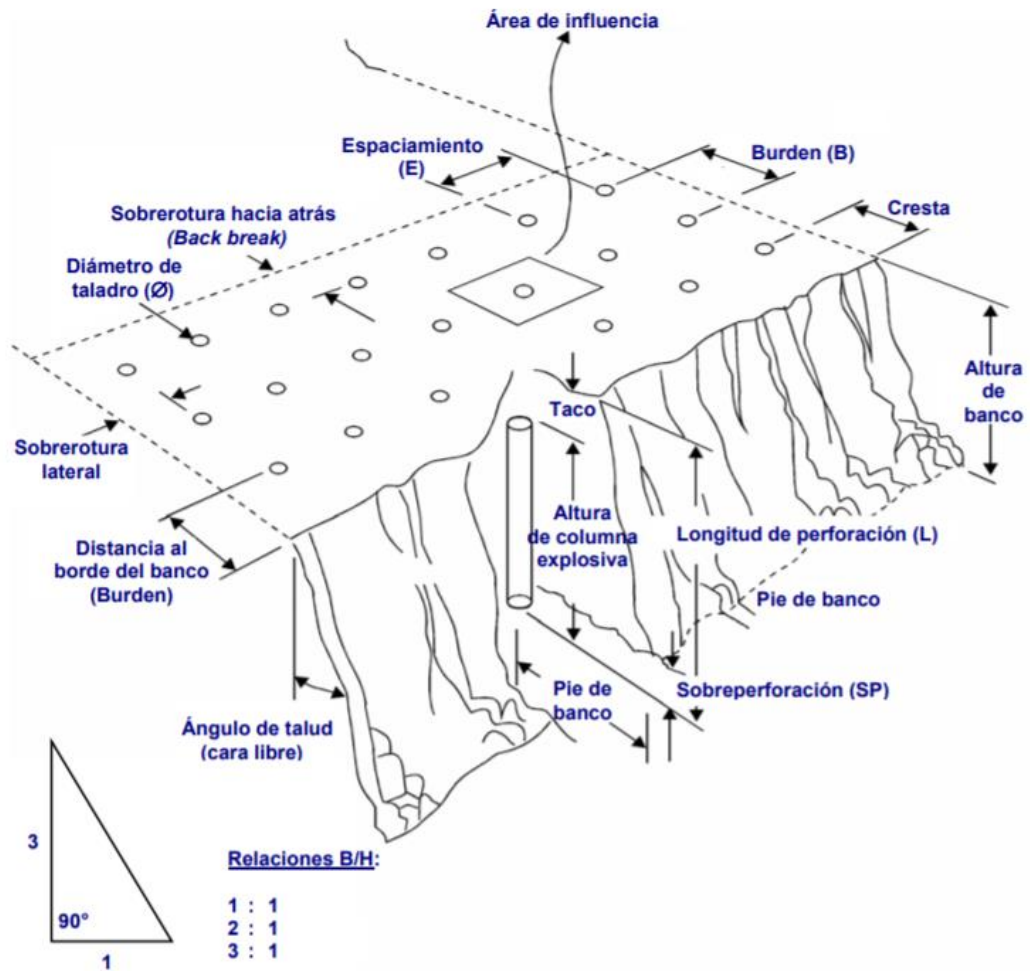 Área de influencia
Espaciamiento
(E)
Burden (B)
Cresta
Sobrerotura hacia atrás
(Back break)
Diámetro de
taladro (Ø)
Altura
de
banco
Taco
Sobrerotura
lateral
Altura
de columna
explosiva
Longitud de perforación (L)
Distancia al
borde del banco
(Burden)
Pie de banco
Pie de
banco
Sobreperforación (SP)
Ángulo de talud
(cara libre)
3
90°
1
Relaciones B/H:
1 : 1
2 : 1
3 : 1